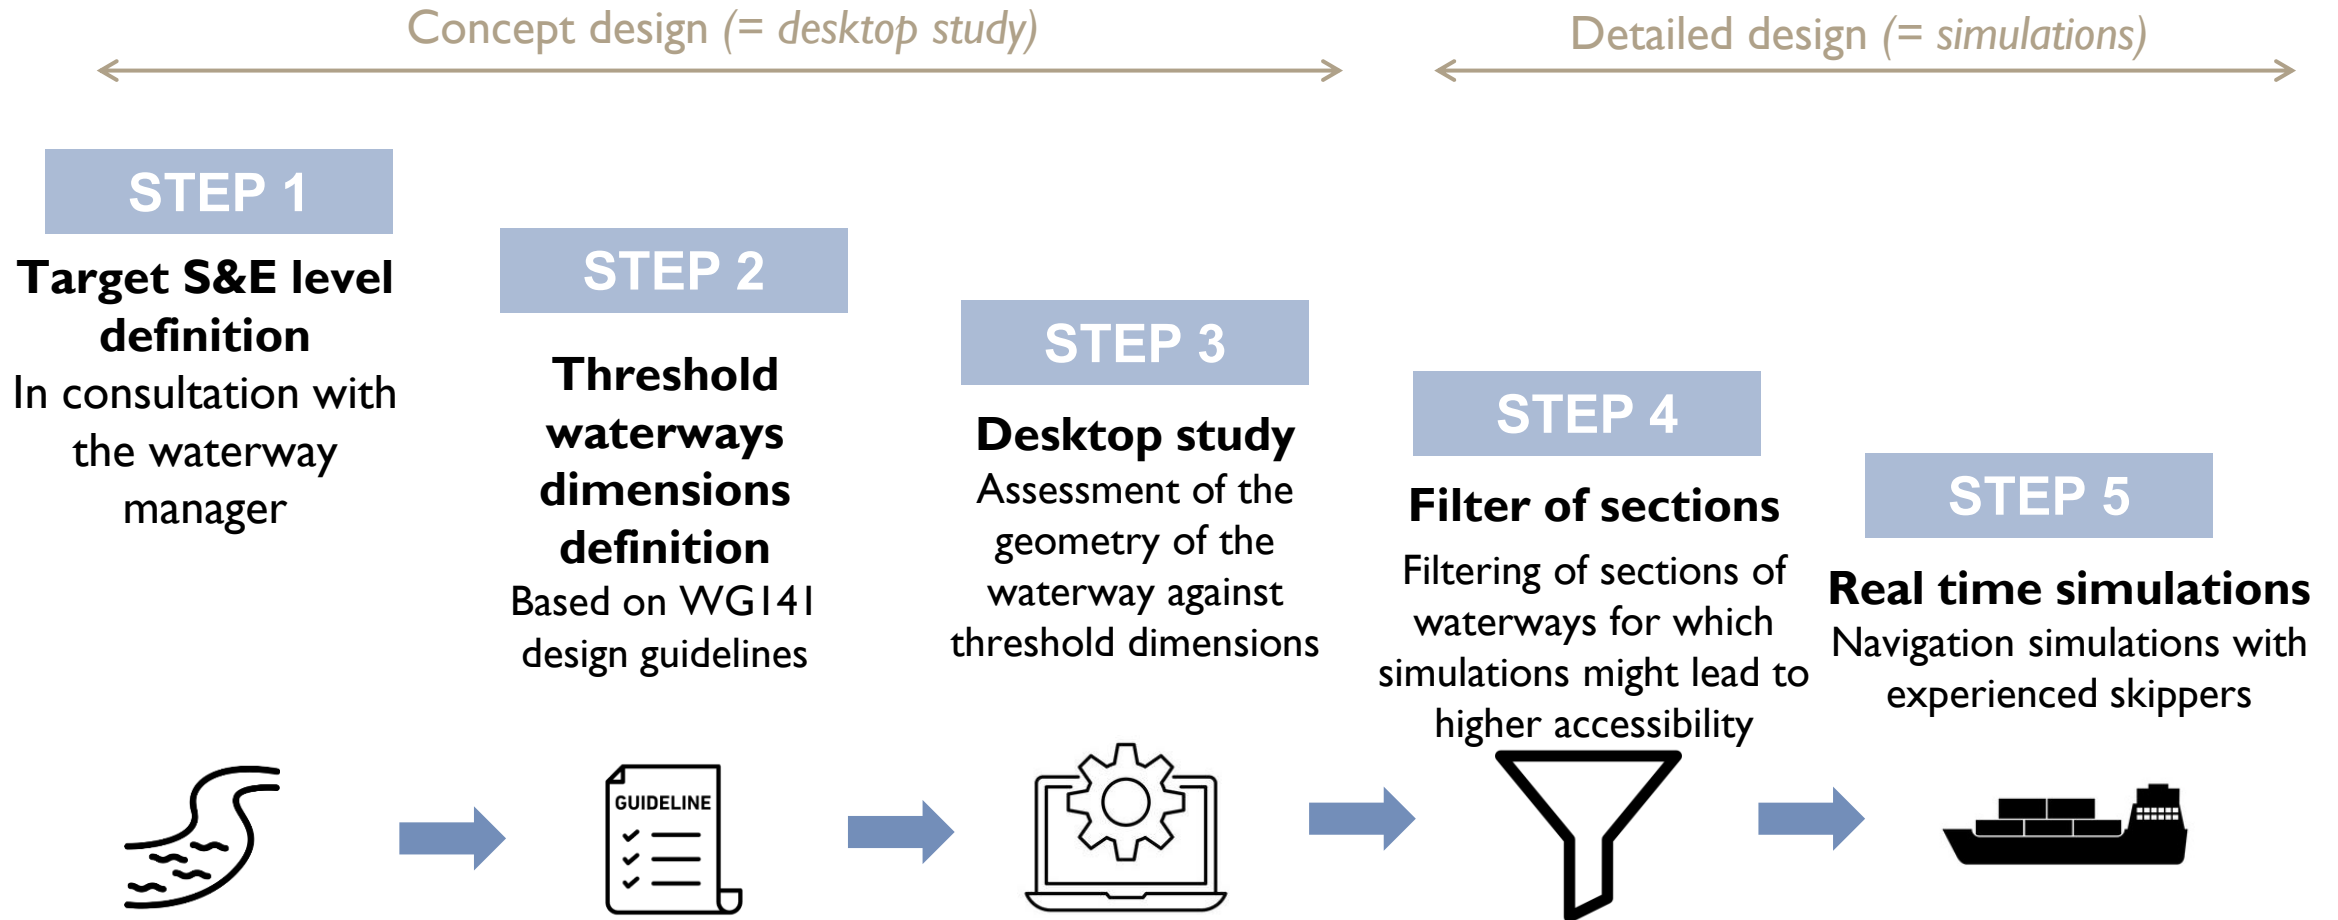 Concept design (= desktop study)
Detailed design (= simulations)
STEP 1
Target S&E level
definition
In consultation with
the waterway
manager
STEP 2
Threshold
waterways
dimensions
definition
Based on WG141
design guidelines
STEP 3
Desktop study
Assessment of the
geometry of the
waterway against
threshold dimensions
STEP 4
Filter of sections
Filtering of sections of
waterways for which
simulations might lead to
higher accessibility
STEP 5
Real time simulations
Navigation simulations with
experienced skippers
GUIDELINE